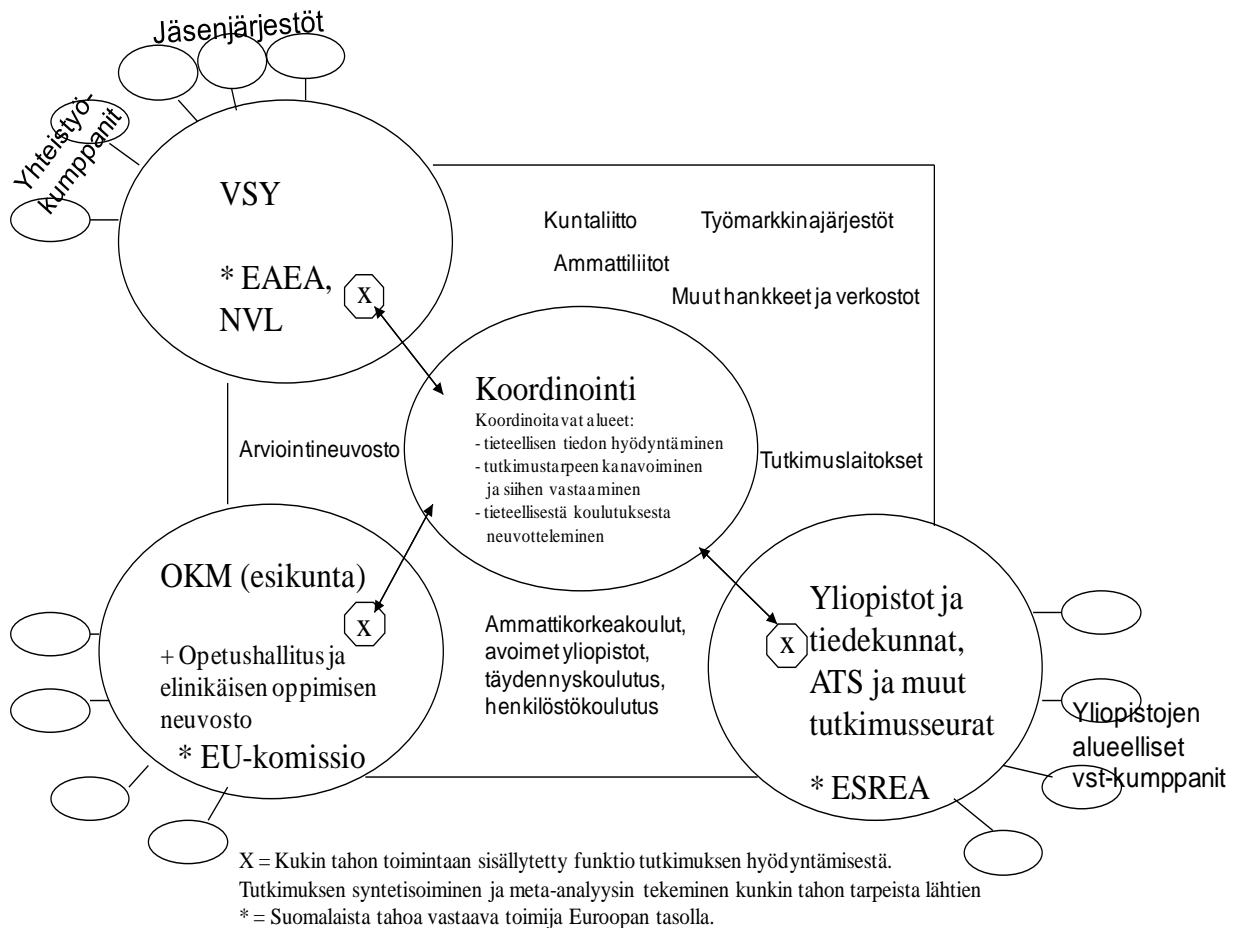 Jäsenjärjestöt
Yhteistyö-
kumppanit
VSY
* EAEA,
NVL
X
Kuntaliitto
Työmarkkinajärjestöt
Ammattiliitot
Muut hankkeet ja verkostot
Koordinointi
Koordinoitavat alueet:
- tieteellisen tiedon hyödyntäminen
- tutkimustarpeen kanavoiminen
ja siihen vastaaminen
- tieteellisestä koulutuksesta
neuvotteleminen
Arviointineuvosto
Tutkimuslaitokset
OKM (esikunta)
X
+ Opetushallitus ja
elinikäisen oppimisen
neuvosto
* EU-komissio
Ammattikorkeakoulut,
avoimet yliopistot,
täydennyskoulutus,
henkilöstökoulutus
X
Yliopistot ja
tiedekunnat,
ATS ja muut
tutkimusseurat
* ESREA
Yliopistojen
alueelliset
vst-kumppanit
X = Kukin tahon toimintaan sisällytetty funktio tutkimuksen hyödyntämisestä.
Tutkimuksen syntetisoiminen ja meta-analyysin tekeminen kunkin tahon tarpeista lähtien
* = Suomalaista tahoa vastaava toimija Euroopan tasolla.